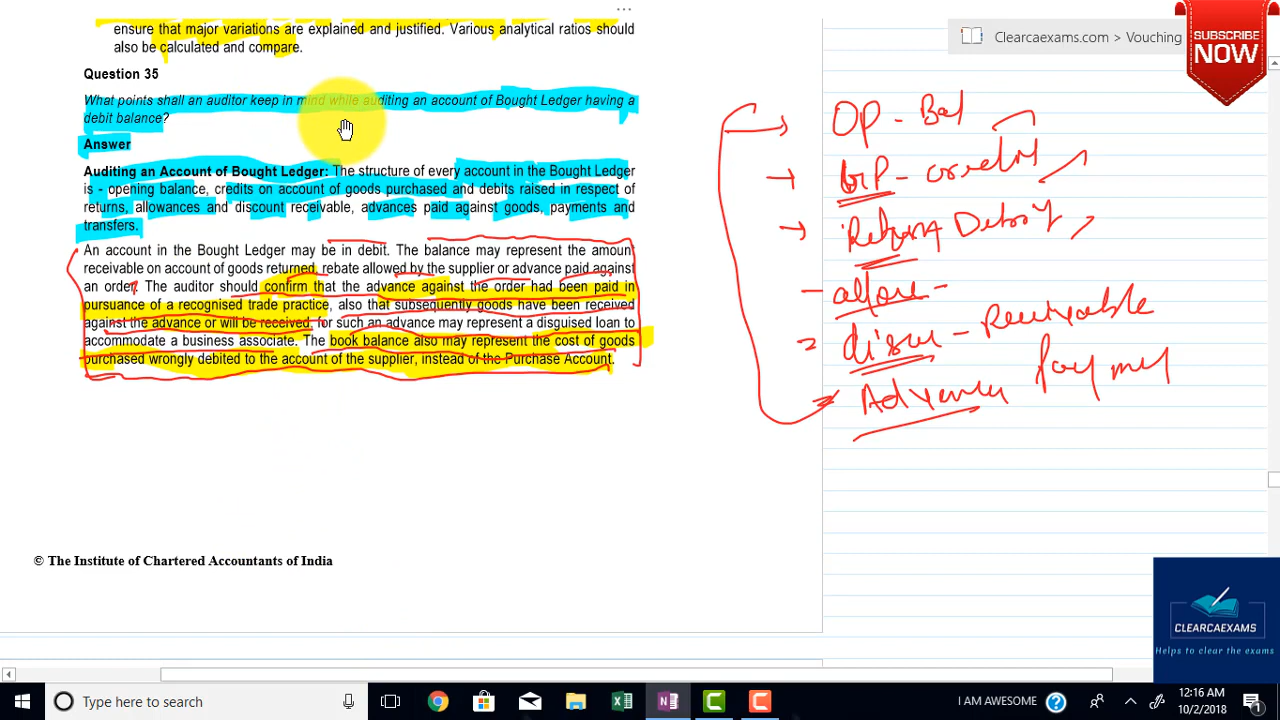 ensure that major variations are explained and justified. Various analytical ratios should
also be calculated and compare.
Question 35
What points shall an auditor keep in mind while auditing an account of Bought Ledger having a
debit balance?
Answer
Auditing an Account of Bought Ledger: The structure of every account in the Bought Ledger
is - opening balance, credits on account of goods purchased and debits raised in respect of
returns, allowances and discount receivable, advances paid against goods, payments and
transfers.
An account in the Bought Ledger may be in debit. The balance may represent the amount
receivable on account of goods returned, rebate allowed by the supplier or advance paid against
an order. The auditor should confirm that the advance against the order had been paid in
pursuance of a recognised trade practice, also that subsequently goods have been received
against the advance or will be received, for such an advance may represent a disguised loan to
accommodate a business associate. The book balance also may represent the cost of goods
purchased wrongly debited to the account of the supplier, instead of the Purchase Account.
© The Institute of Chartered Accountants of India
SUBSCRIBE
NOW
Clearcaexams.com > Vouching
OP - Bal
Return Debit
Receivable
Payment
CLEARCAEXAMS
Helps to clear the exams
Type here to search
I AM AWESOME
12:16 AM
10/2/2018
1